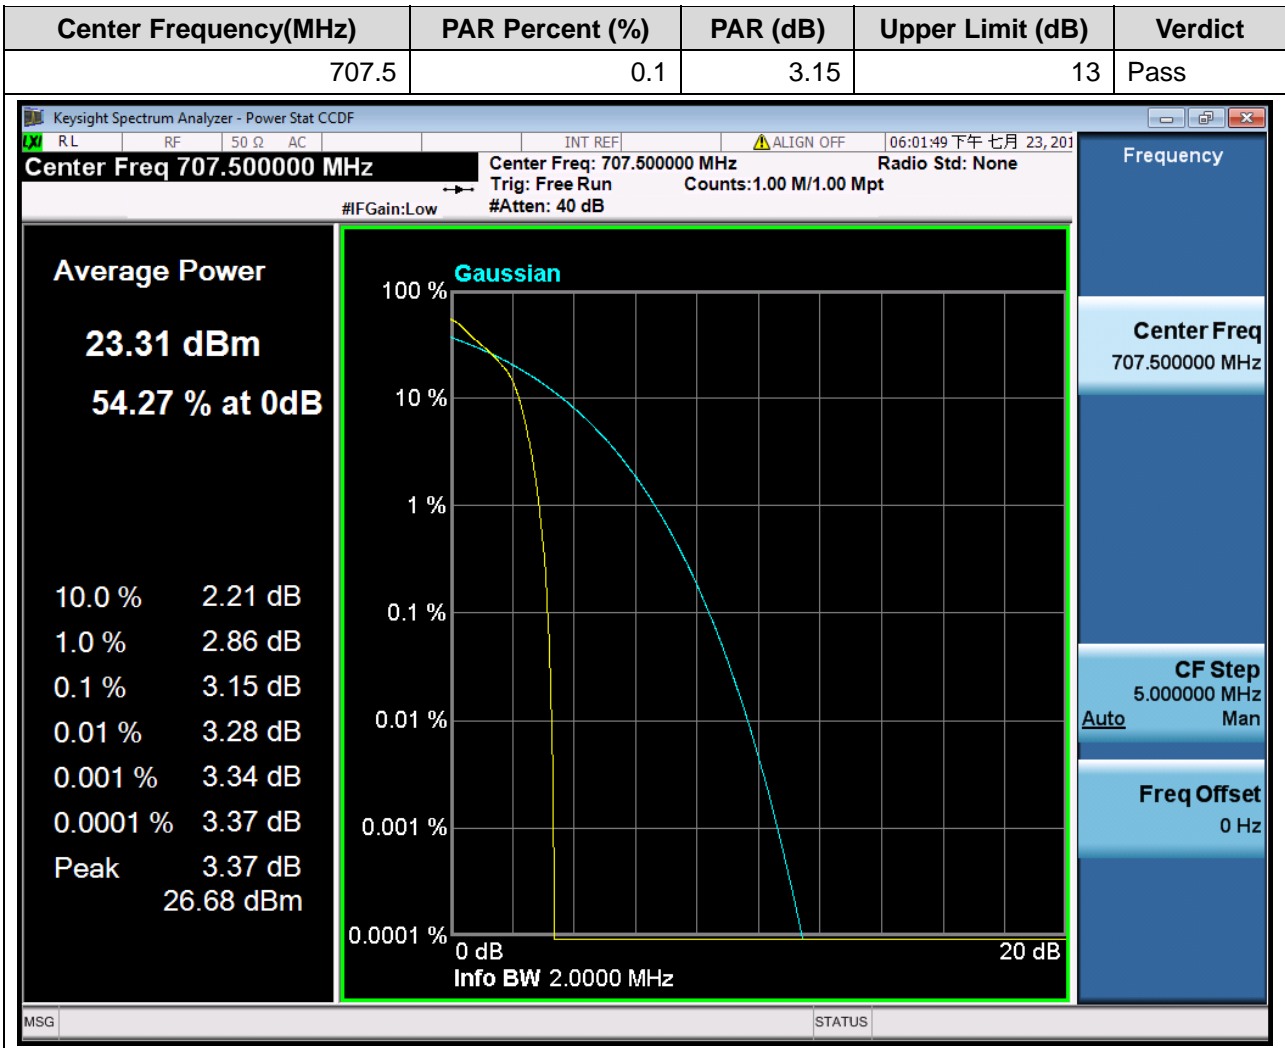 Center Frequency(MHz) PAR Percent (%) PAR (dB) Upper Limit (dB) Verdict
707.5 0.1 3.15 13 Pass
Keysight Spectrum Analyzer - Power Stat CCDF
LXI RL RF 50 Ω AC INT REF ALIGN OFF 06:01:49 下午 七月 23, 201
Center Freq 707.500000 MHz
Center Freq: 707.500000 MHz Radio Std: None
Trig: Free Run Counts:1.00 M/1.00 Mpt
#IFGain:Low #Atten: 40 dB
Average Power
23.31 dBm
54.27 % at 0dB
10.0 % 2.21 dB
1.0 % 2.86 dB
0.1 % 3.15 dB
0.01 % 3.28 dB
0.001 % 3.34 dB
0.0001 % 3.37 dB
Peak 3.37 dB
26.68 dBm
Gaussian
100 %
10 %
1 %
0.1 %
0.01 %
0.001 %
0.0001 %
0 dB 20 dB
Info BW 2.0000 MHz
Frequency
Center Freq
707.500000 MHz
CF Step
5.000000 MHz
Auto Man
Freq Offset
0 Hz
MSG STATUS